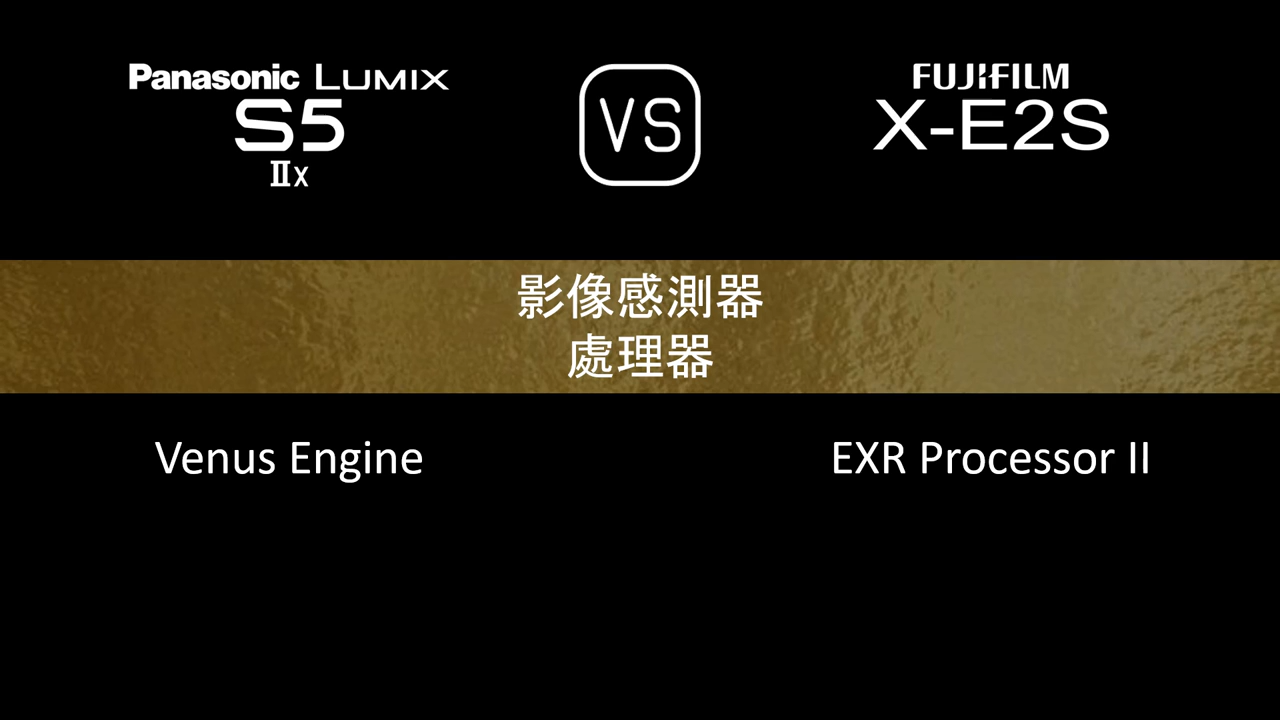 Panasonic LUMIX
S5
IIX
VS
FUJIFILM
X-E2S
影像感測器
處理器
Venus Engine
EXR Processor II